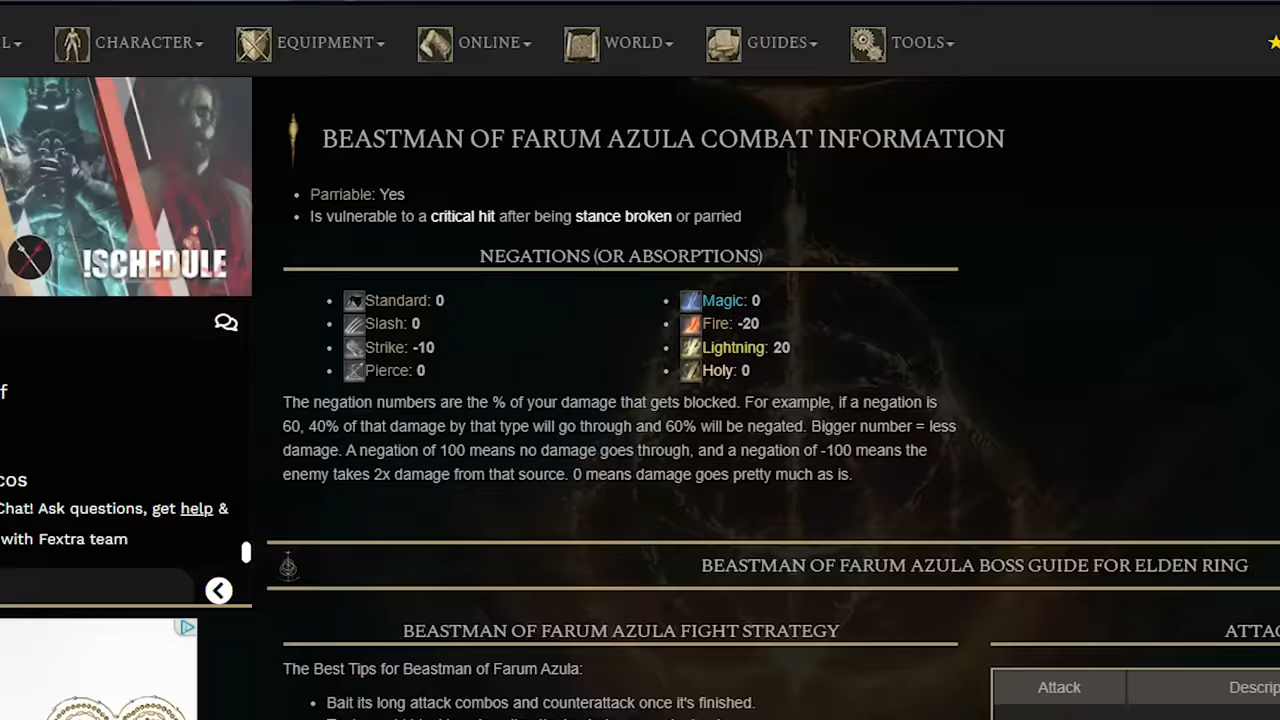 L
CHARACTER
EQUIPMENT
ONLINE
WORLD
GUIDES
TOOLS
!SCHEDULE
f
cos
Chat! Ask questions, get help &
with Fextra team
BEASTMAN OF FARUM AZULA COMBAT INFORMATION
Parriable: Yes
Is vulnerable to a critical hit after being stance broken or parried
NEGATIONS (OR ABSORPTIONS)
Standard: 0
Slash: 0
Strike: -10
Pierce: 0
Magic: 0
Fire: -20
Lightning: 20
Holy: 0
The negation numbers are the % of your damage that gets blocked. For example, if a negation is
60, 40% of that damage by that type will go through and 60% will be negated. Bigger number = less
damage. A negation of 100 means no damage goes through, and a negation of -100 means the
enemy takes 2x damage from that source. 0 means damage goes pretty much as is.
BEASTMAN OF FARUM AZULA BOSS GUIDE FOR ELDEN RING
BEASTMAN OF FARUM AZULA FIGHT STRATEGY
The Best Tips for Beastman of Farum Azula:
Bait its long attack combos and counterattack once it's finished.
ATTAC
Attack
Descrip